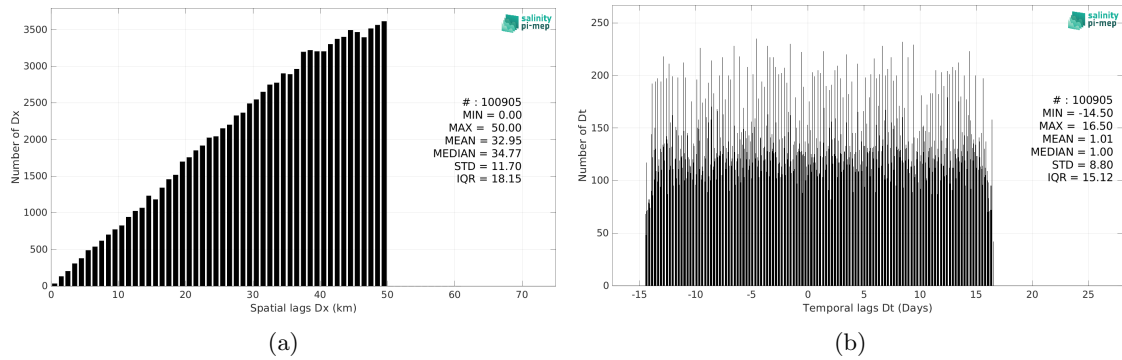 salinity
pi-mep
3500
3000
2500
2000
1500
1000
500
0
Number of Dx
# : 100905
MIN = 0.00
MAX = 50.00
MEAN = 32.95
MEDIAN = 34.77
STD = 11.70
IQR = 18.15
0 10 20 30 40 50 60 70
Spatial lags Dx (km)
(a)
salinity
pi-mep
250
200
150
100
50
0
Number of Dt
# : 100905
MIN = -14.50
MAX = 16.50
MEAN = 1.01
MEDIAN = 1.00
STD = 8.80
IQR = 15.12
-15 -10 -5 0 5 10 15 20 25
Temporal lags Dt (Days)
(b)